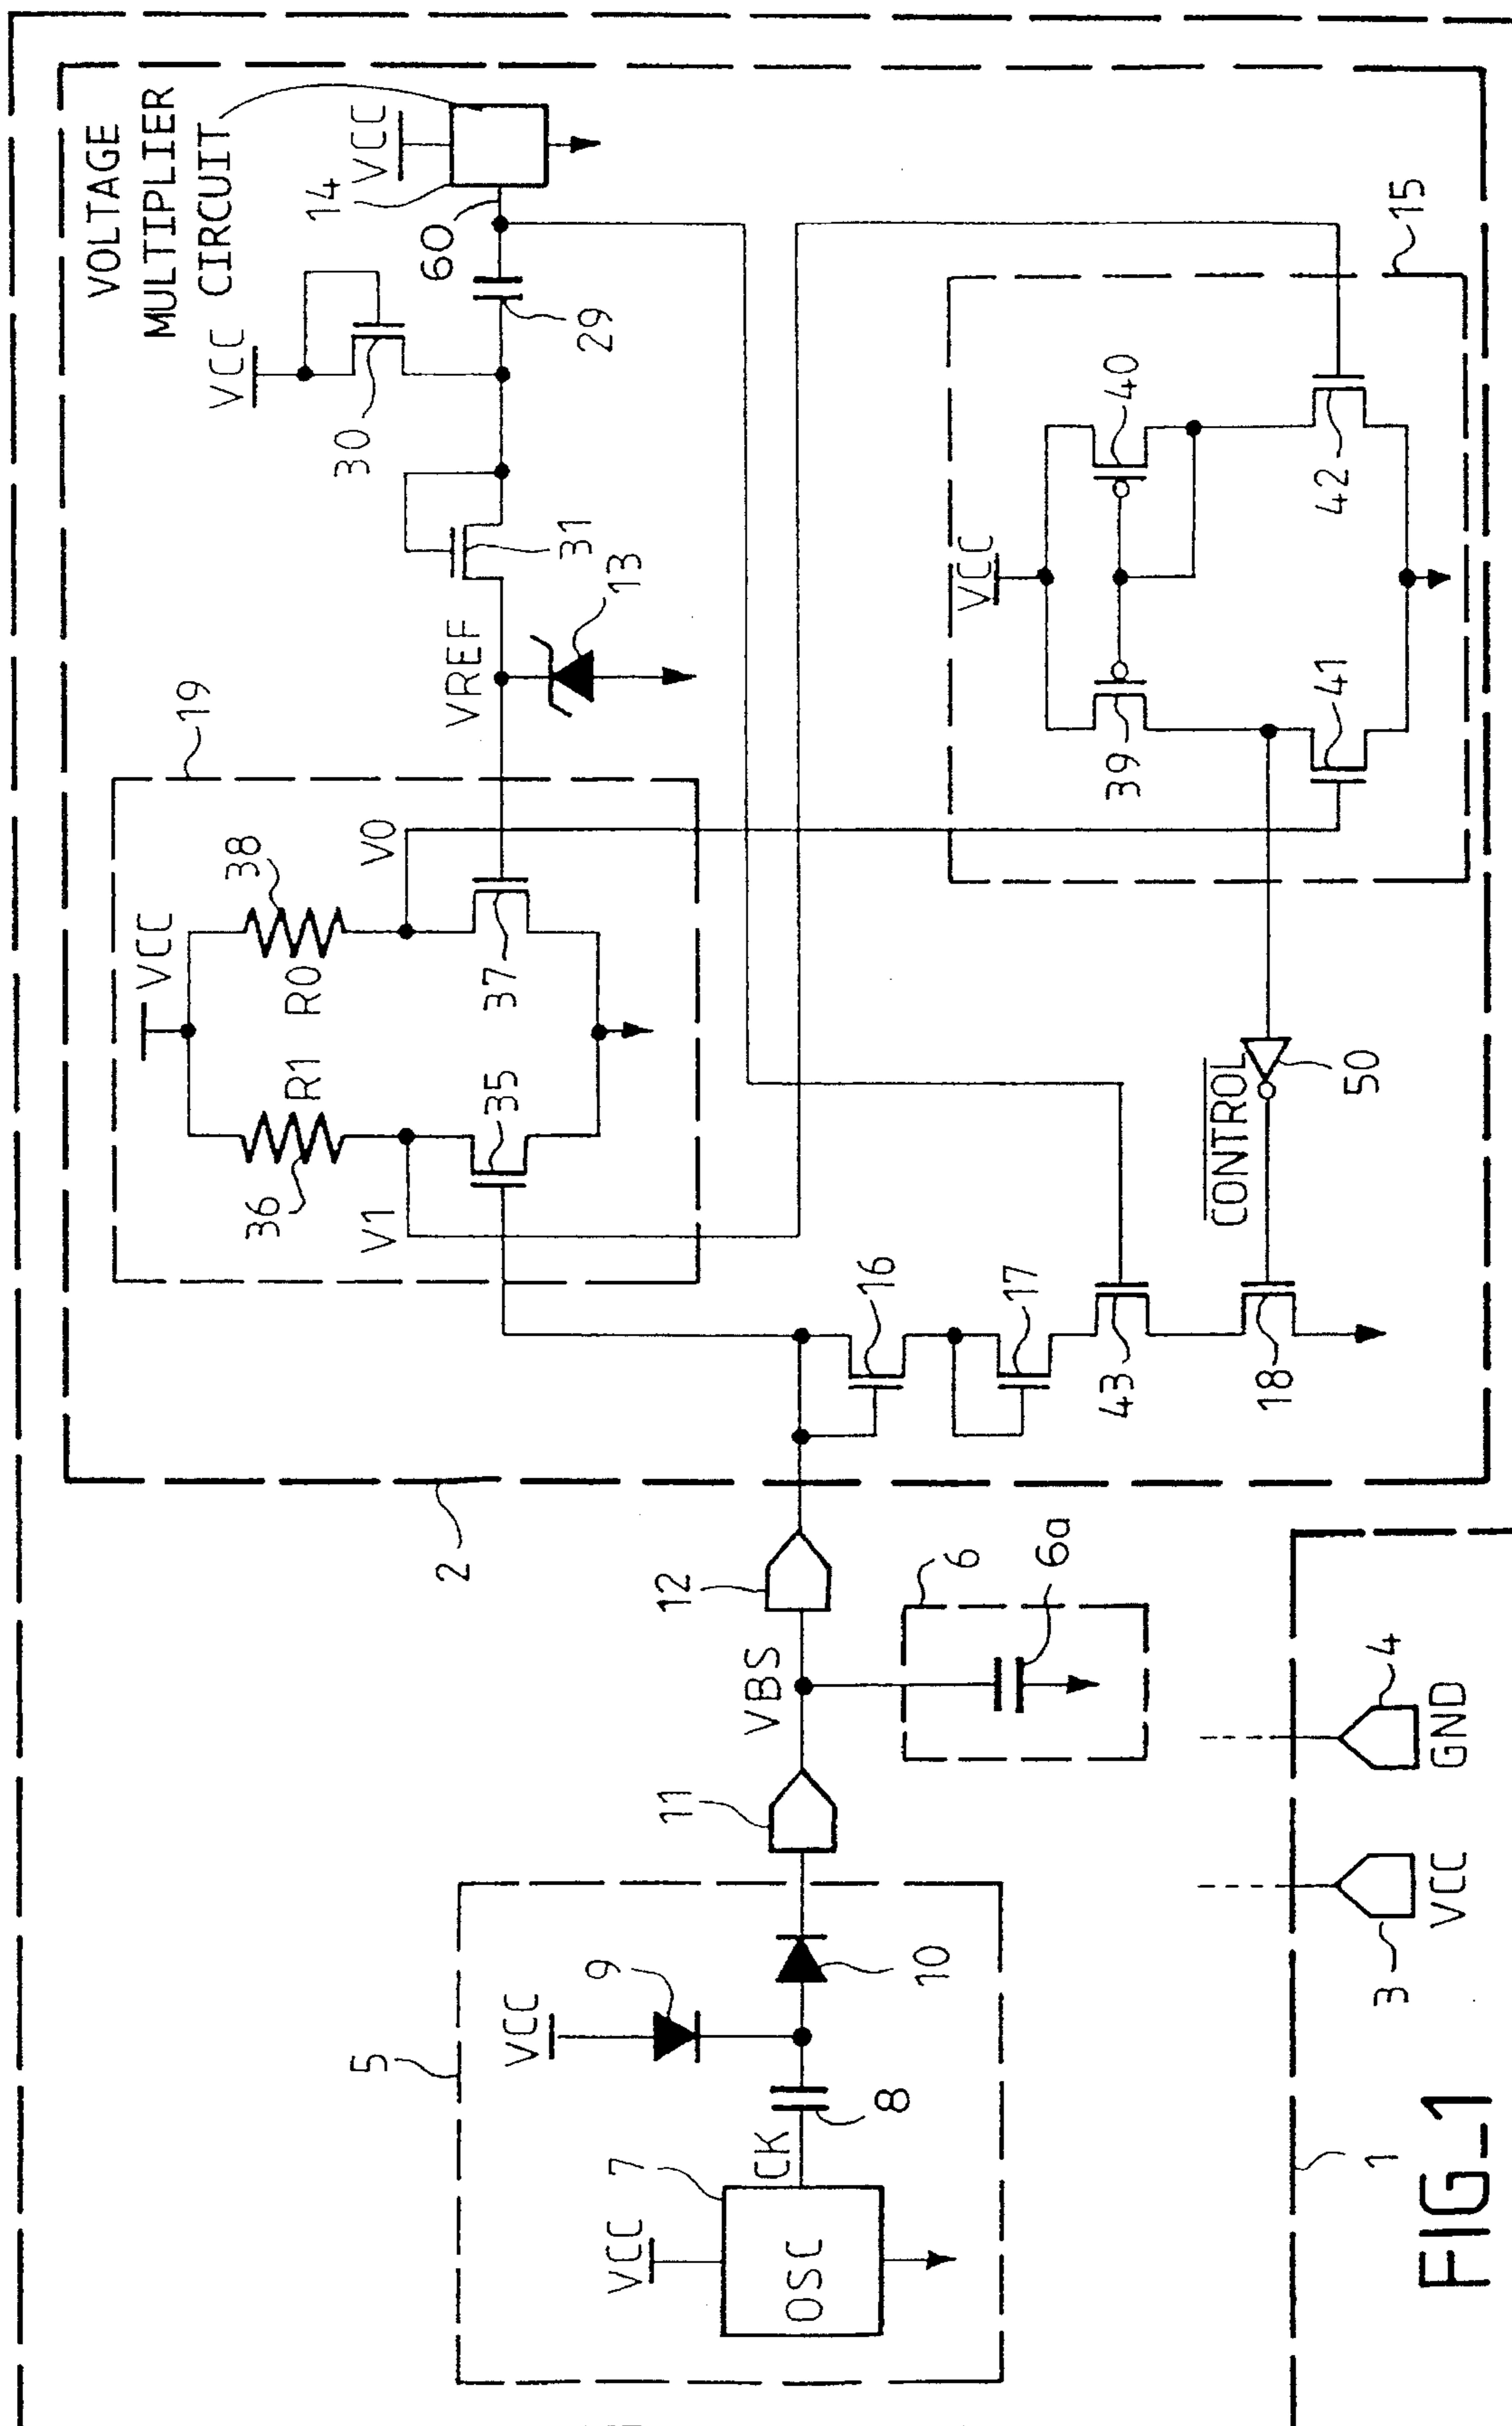 VOLTAGE
MULTIPLIER
CIRCUIT
14
VCC
60
29
VCC
30
31
13
VREF
19
VCC
38
R0
V0
37
R1
36
V1
35
15
VCC
40
42
39
41
50
CONTROL
16
17
43
18
2
12
VBS
11
6
6a
5
VCC
9
10
8
CK
7
VCC
OSC
4
GND
3
VCC
1
FIG_1